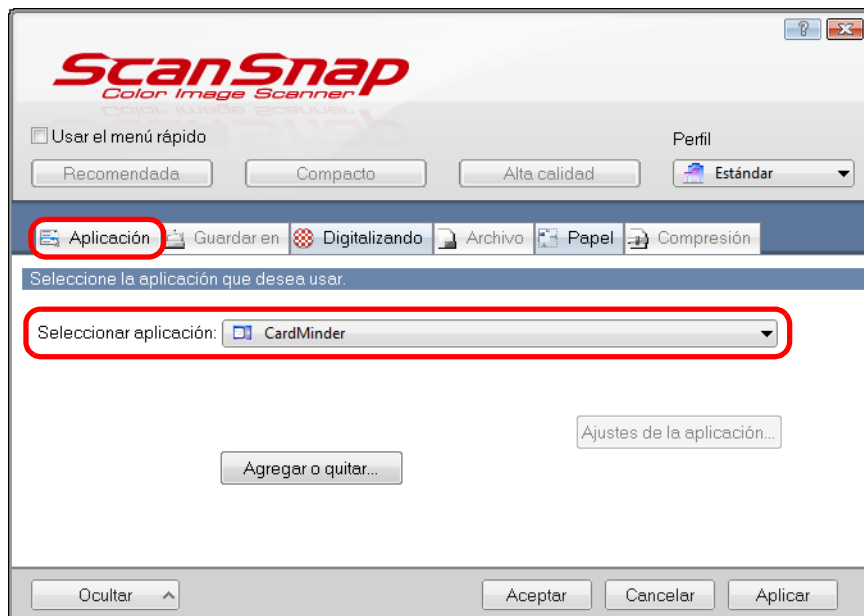 ?
ScanSnap
Color Image Scanner
Usar el menú rápido
Perfil
Recomendada Compacto Alta calidad Estándar
Aplicación Guardar en Digitalizando Archivo Papel Compresión
Seleccione la aplicación que desea usar.
Seleccionar aplicación: CardMinder
Ajustes de la aplicación...
Agregar o quitar...
Ocultar Aceptar Cancelar Aplicar